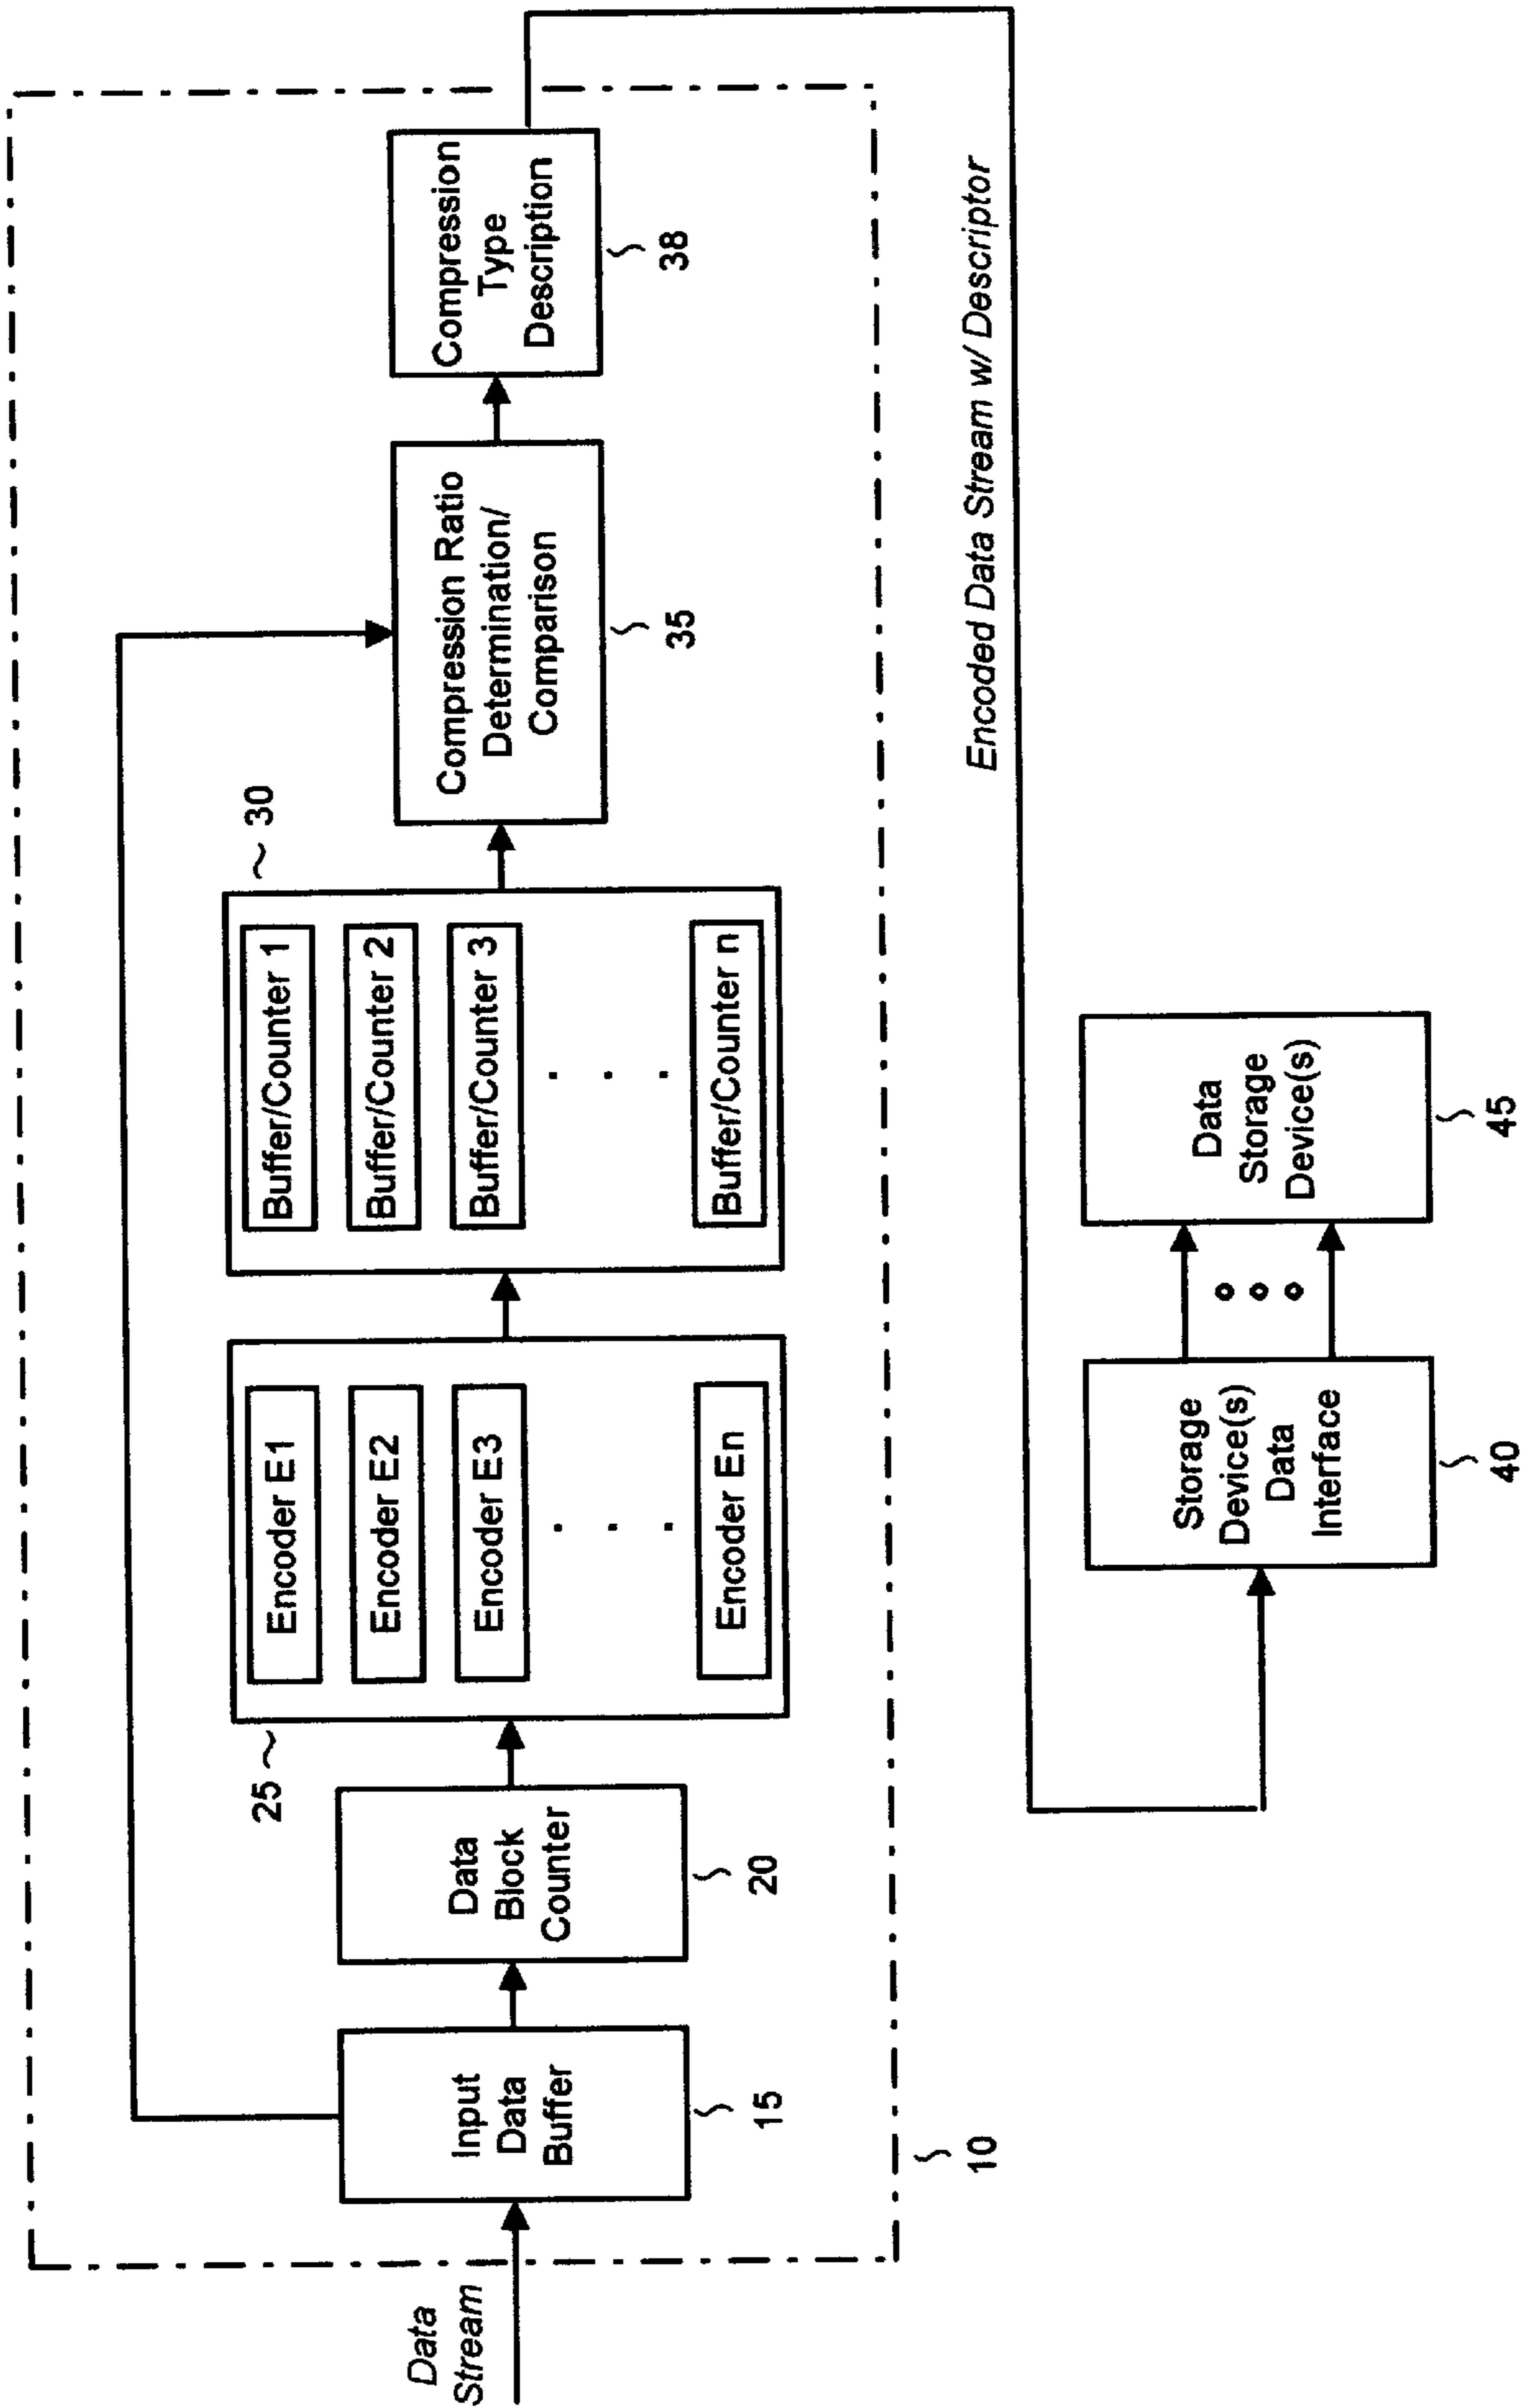 Data
Stream
Input
Data
Buffer
15
Data
Block
Counter
20
25
Encoder E1
Encoder E2
Encoder E3
Encoder En
30
Buffer/Counter 1
Buffer/Counter 2
Buffer/Counter 3
Buffer/Counter n
Compression Ratio
Determination/
Comparison
35
Compression
Type
Description
38
10
Encoded Data Stream w/ Descriptor
Storage
Device(s)
Data
Interface
40
Data
Storage
Device(s)
45